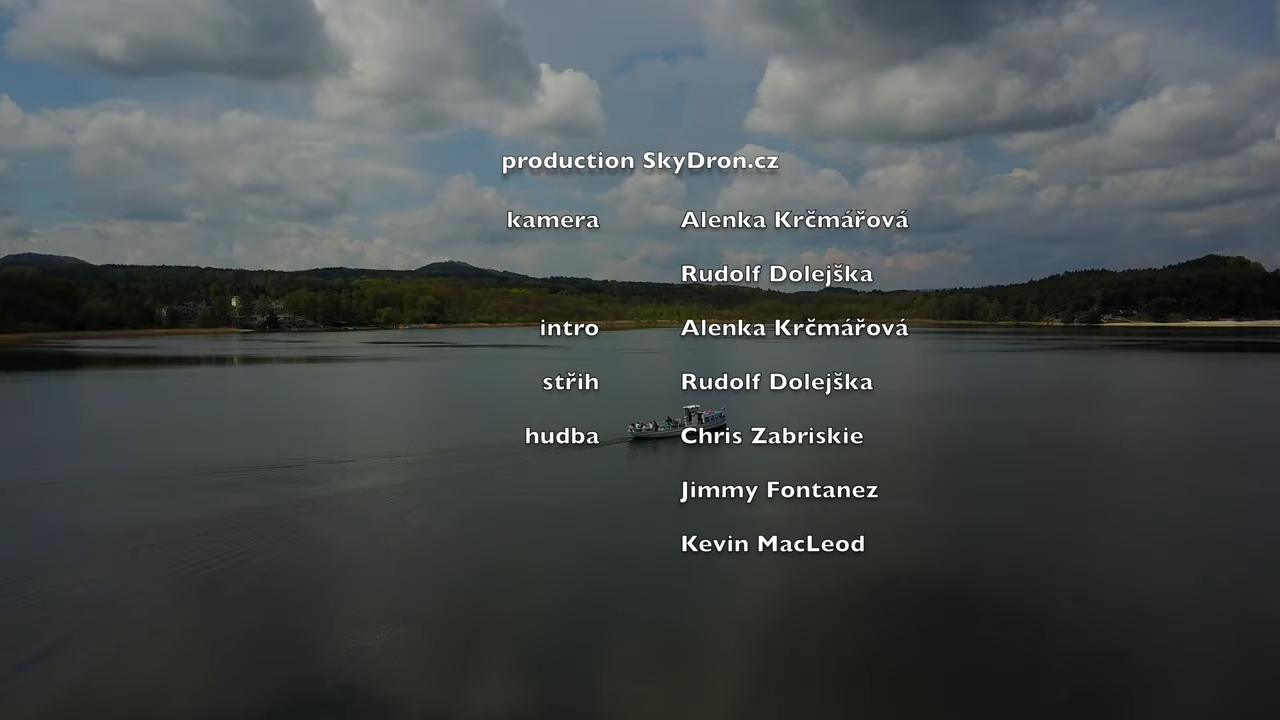 production SkyDron.cz
kamera Alenka Krčmářová
Rudolf Dolejška
intro Alenka Krčmářová
střih Rudolf Dolejška
hudba Chris Zabriskie
Jimmy Fontanez
Kevin MacLeod